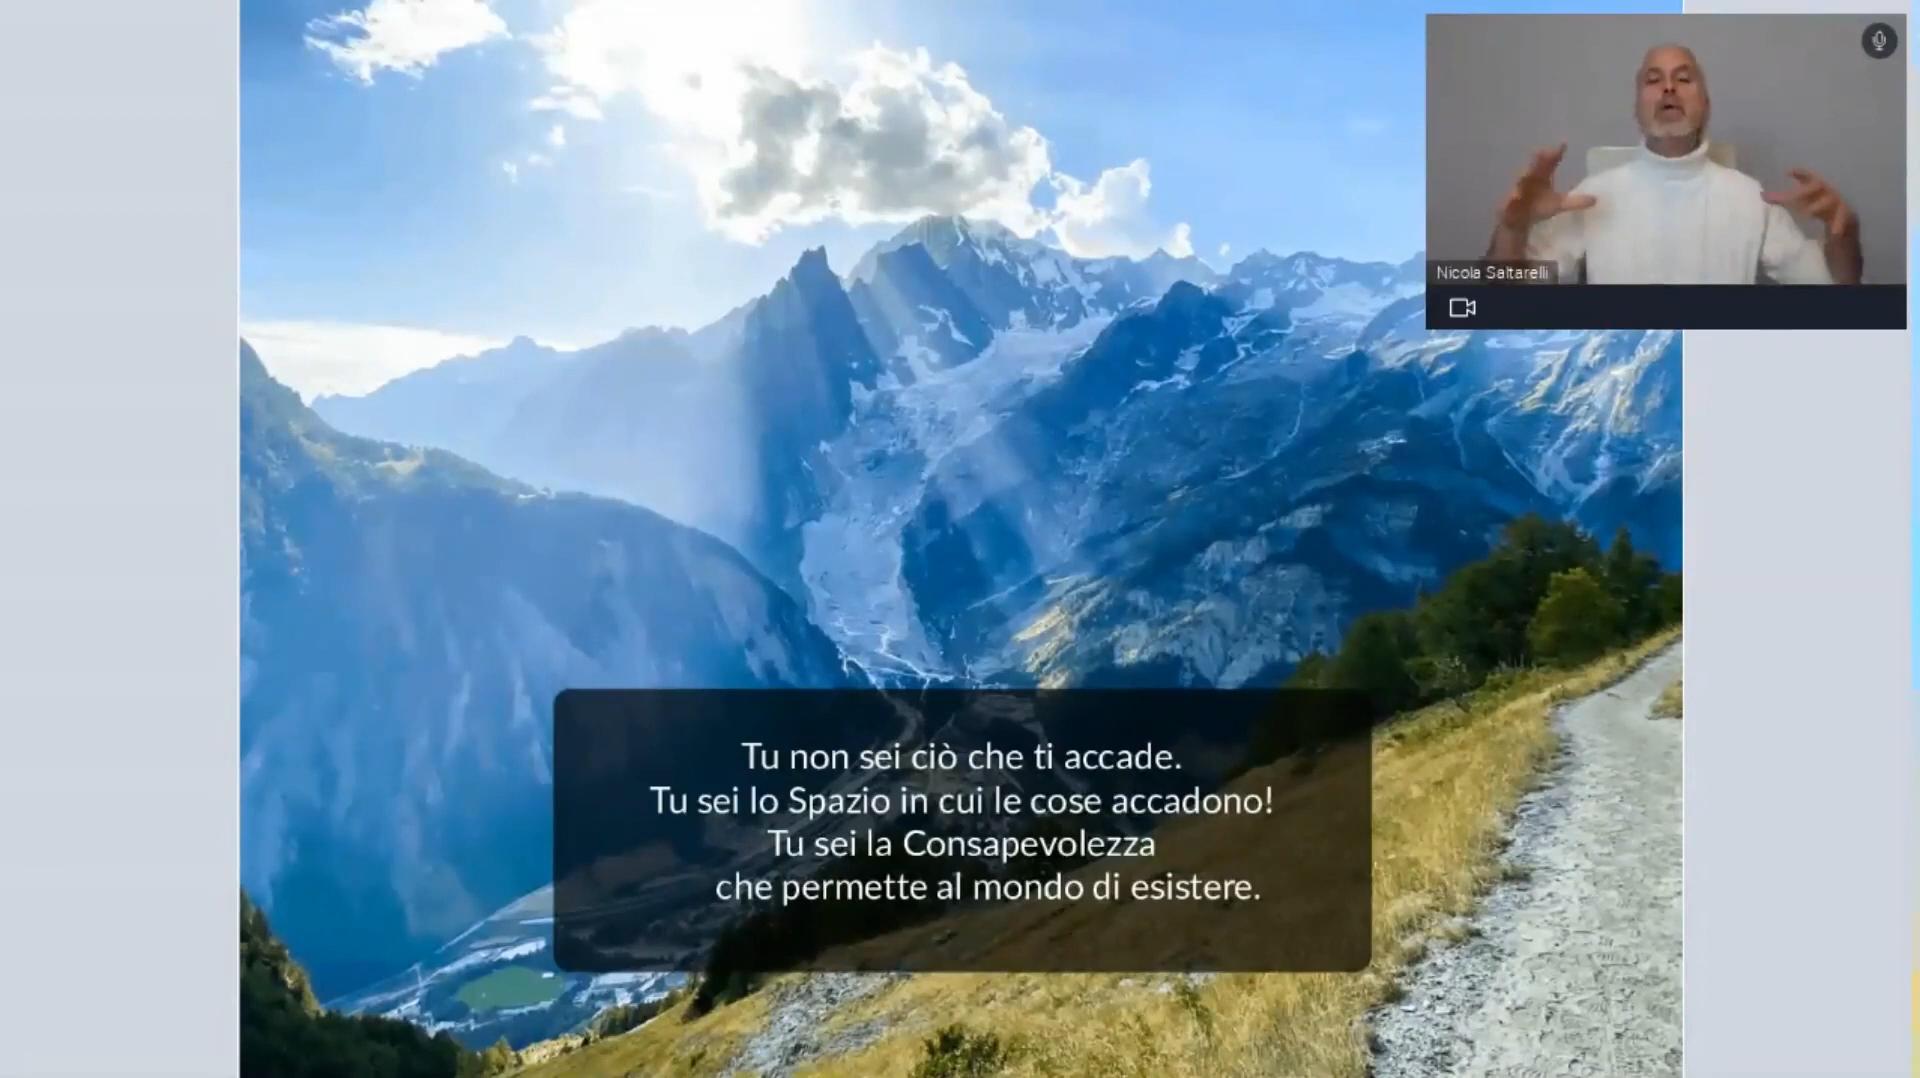 Nicola Saltarelli
Tu non sei ciò che ti accade.
Tu sei lo Spazio in cui le cose accadono!
Tu sei la Consapevolezza
che permette al mondo di esistere.